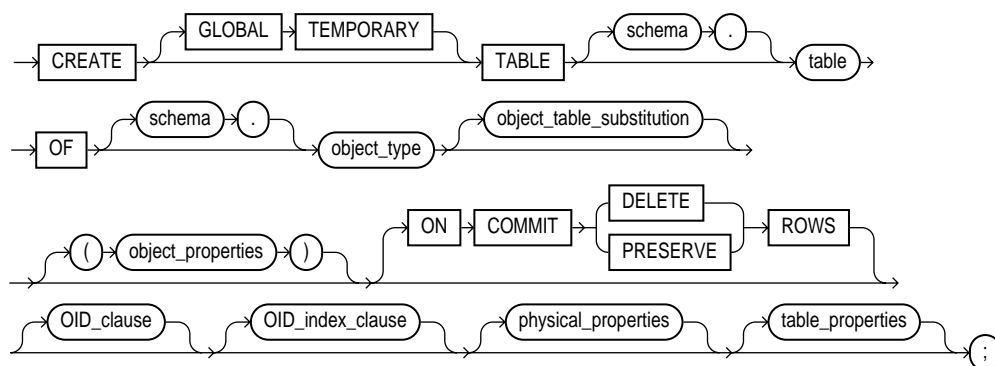 GLOBAL TEMPORARY schema .
CREATE TABLE table
schema . object_table_substitution
OF object_type
DELETE
ON COMMIT ROWS
( object_properties ) PRESERVE
OID_clause OID_index_clause physical_properties table_properties
;